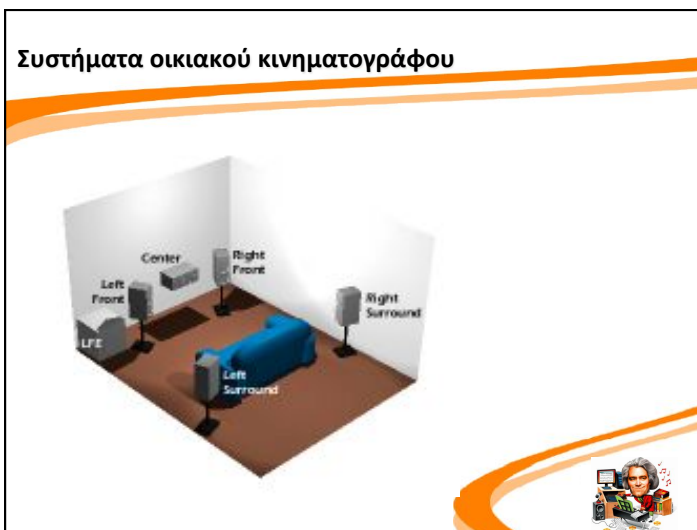 Συστήματα οικιακού κινηματογράφου
Center
Right
Front
Left
Front
Right
Surround
LFE
Left
Surround